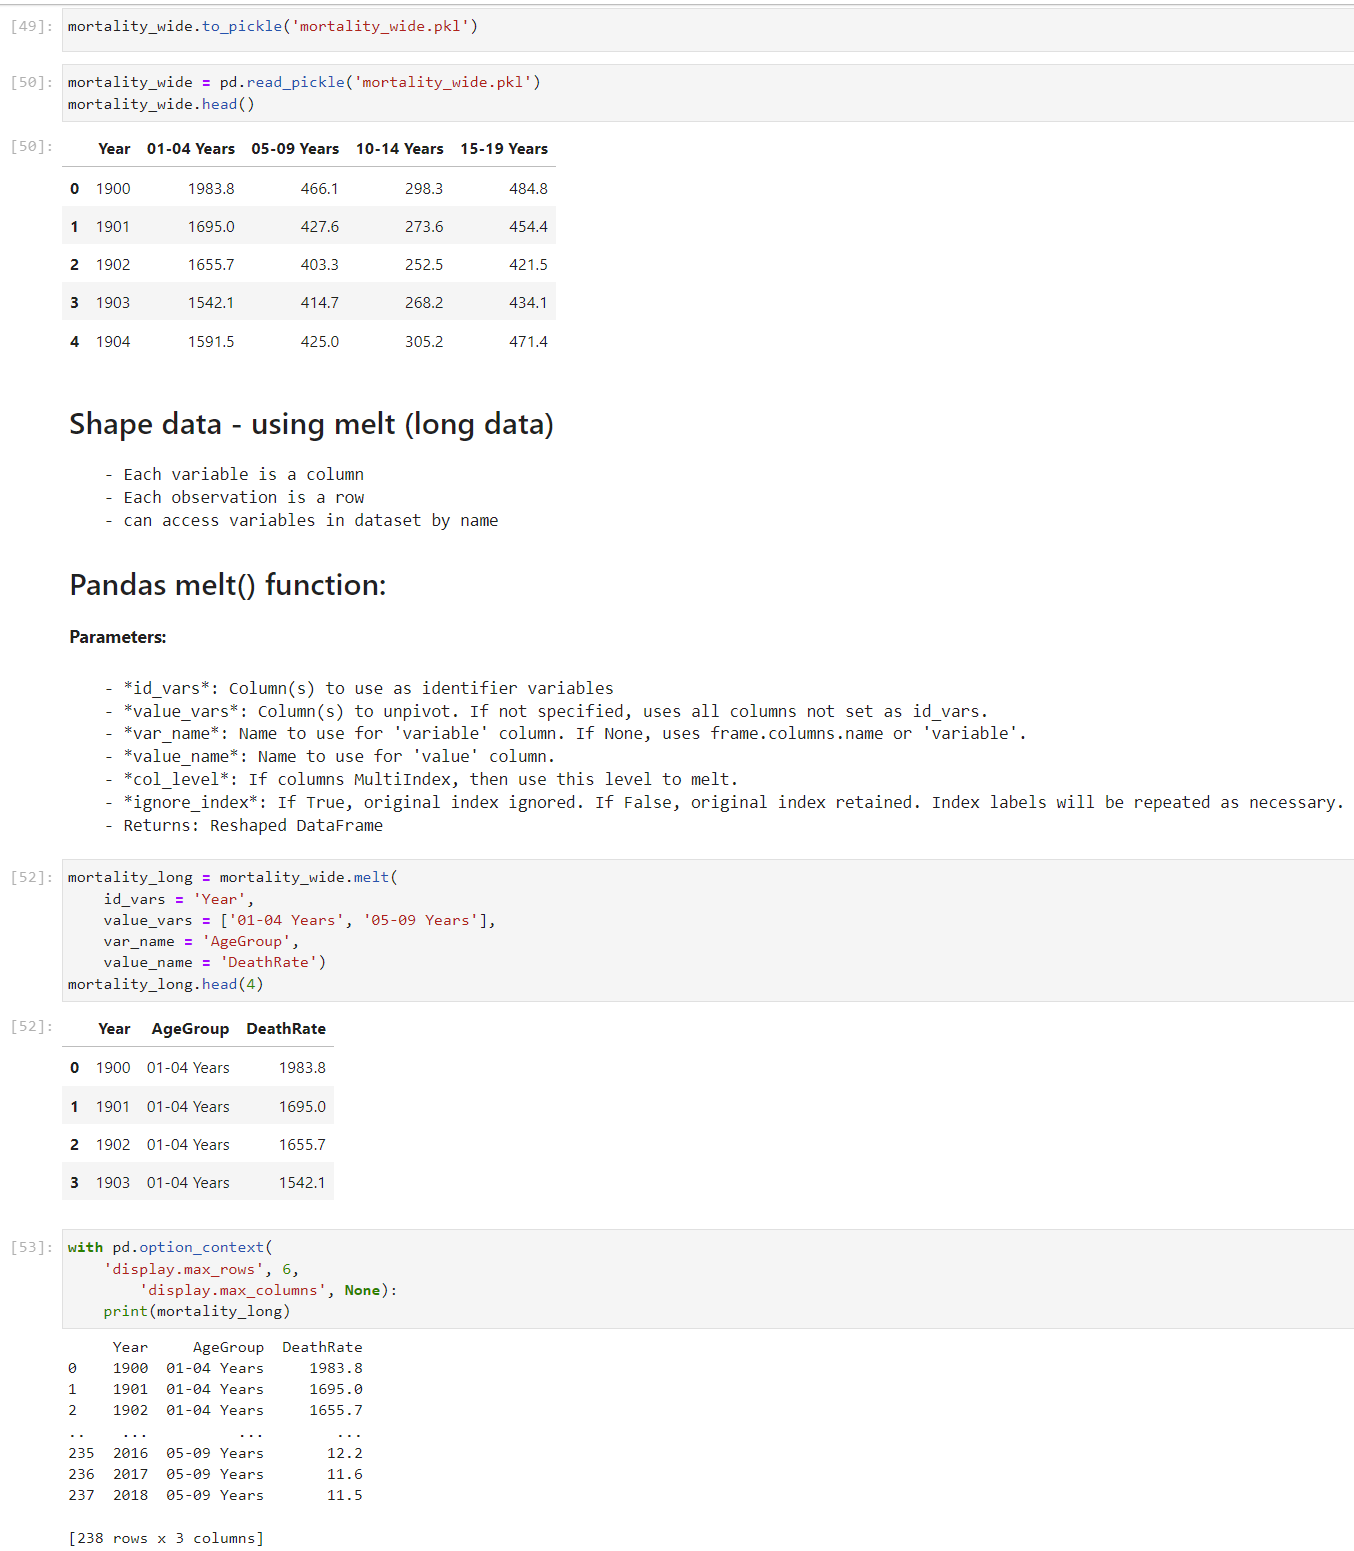 [49]: mortality_wide.to_pickle('mortality_wide.pkl')
[50]: mortality_wide = pd.read_pickle('mortality_wide.pkl')
mortality_wide.head()
[50]: Year 01-04 Years 05-09 Years 10-14 Years 15-19 Years
0 1900 1983.8 466.1 298.3 484.8
1 1901 1695.0 427.6 273.6 454.4
2 1902 1655.7 403.3 252.5 421.5
3 1903 1542.1 414.7 268.2 434.1
4 1904 1591.5 425.0 305.2 471.4
Shape data - using melt (long data)
- Each variable is a column
- Each observation is a row
- can access variables in dataset by name
Pandas melt() function:
Parameters:
- *id_vars*: Column(s) to use as identifier variables
- *value_vars*: Column(s) to unpivot. If not specified, uses all columns not set as id_vars.
- *var_name*: Name to use for 'variable' column. If None, uses frame.columns.name or 'variable'.
- *value_name*: Name to use for 'value' column.
- *col_level*: If columns MultiIndex, then use this level to melt.
- *ignore_index*: If True, original index ignored. If False, original index retained. Index labels will be repeated as necessary.
- Returns: Reshaped DataFrame
[52]: mortality_long = mortality_wide.melt(
id_vars = 'Year',
value_vars = ['01-04 Years', '05-09 Years'],
var_name = 'AgeGroup',
value_name = 'DeathRate')
mortality_long.head(4)
[52]: Year AgeGroup DeathRate
0 1900 01-04 Years 1983.8
1 1901 01-04 Years 1695.0
2 1902 01-04 Years 1655.7
3 1903 01-04 Years 1542.1
[53]: with pd.option_context(
'display.max_rows', 6,
'display.max_columns', None):
print(mortality_long)
Year AgeGroup DeathRate
0 1900 01-04 Years 1983.8
1 1901 01-04 Years 1695.0
2 1902 01-04 Years 1655.7
.. ... ... ...
235 2016 05-09 Years 12.2
236 2017 05-09 Years 11.6
237 2018 05-09 Years 11.5
[238 rows x 3 columns]